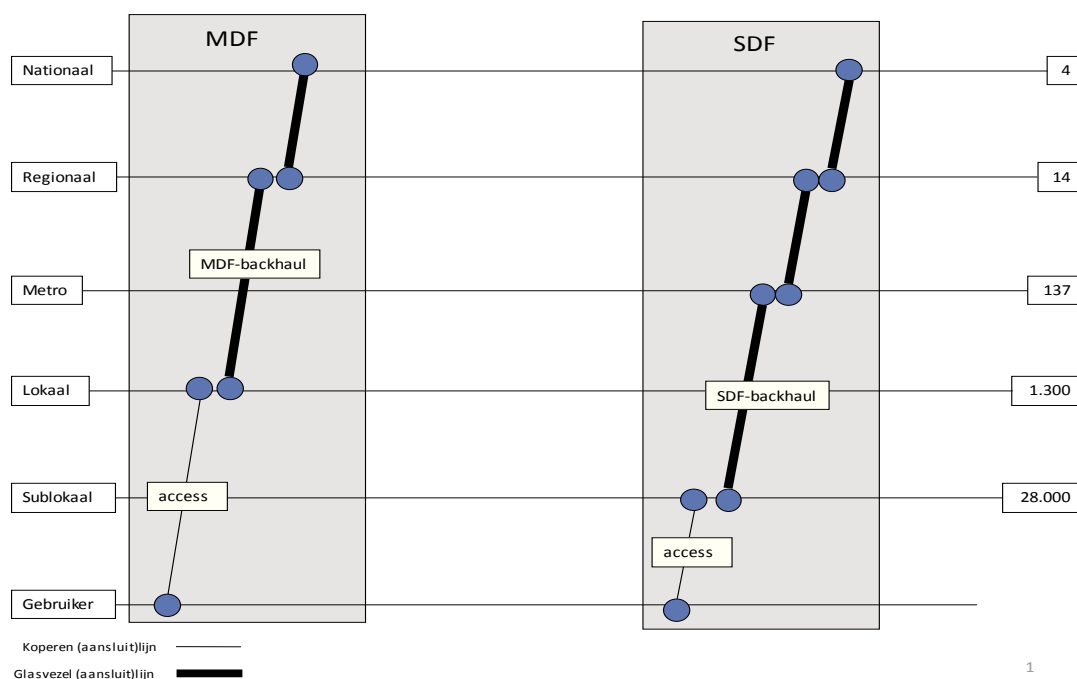 MDF
SDF
Nationaal
4
Regionaal
14
MDF-backhaul
Metro
137
Lokaal
1.300
SDF-backhaul
Sublokaal
access
28.000
access
Gebruiker
Koperen (aansluit)lijn
Glasvezel (aansluit)lijn
1